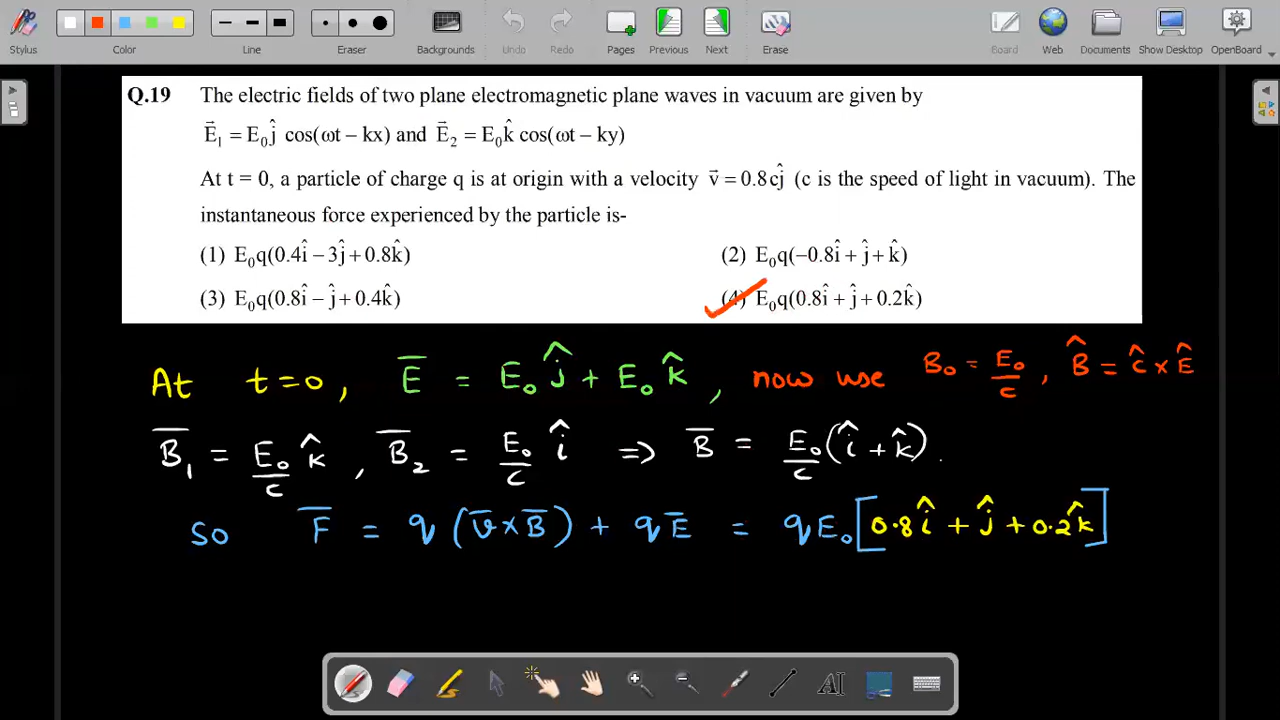 Stylus Color Line Eraser Backgrounds Undo Redo Pages Previous Next Erase Board Web Documents Show Desktop OpenBoard
Q.19 The electric fields of two plane electromagnetic plane waves in vacuum are given by
E⃗₁ = E₀ĵ cos(ωt – kx) and E⃗₂ = E₀k̂ cos(ωt – ky)
At t = 0, a particle of charge q is at origin with a velocity v⃗ = 0.8cĵ (c is the speed of light in vacuum). The
instantaneous force experienced by the particle is-
(1) E₀q(0.4î – 3ĵ + 0.8k̂) (2) E₀q(–0.8î + ĵ + k̂)
(3) E₀q(0.8î – ĵ + 0.4k̂) (4) E₀q(0.8î + ĵ + 0.2k̂)
At t=0, E̅ = E₀ĵ + E₀k̂, now use B₀ = E₀/c, B̂ = ĉ × Ê
B̅₁ = E₀/c k̂, B̅₂ = E₀/c î ⇒ B̅ = E₀/c (î + k̂).
So F̅ = q(v̅ × B̅) + qE̅ = qE₀[0.8î + ĵ + 0.2k̂]
AI